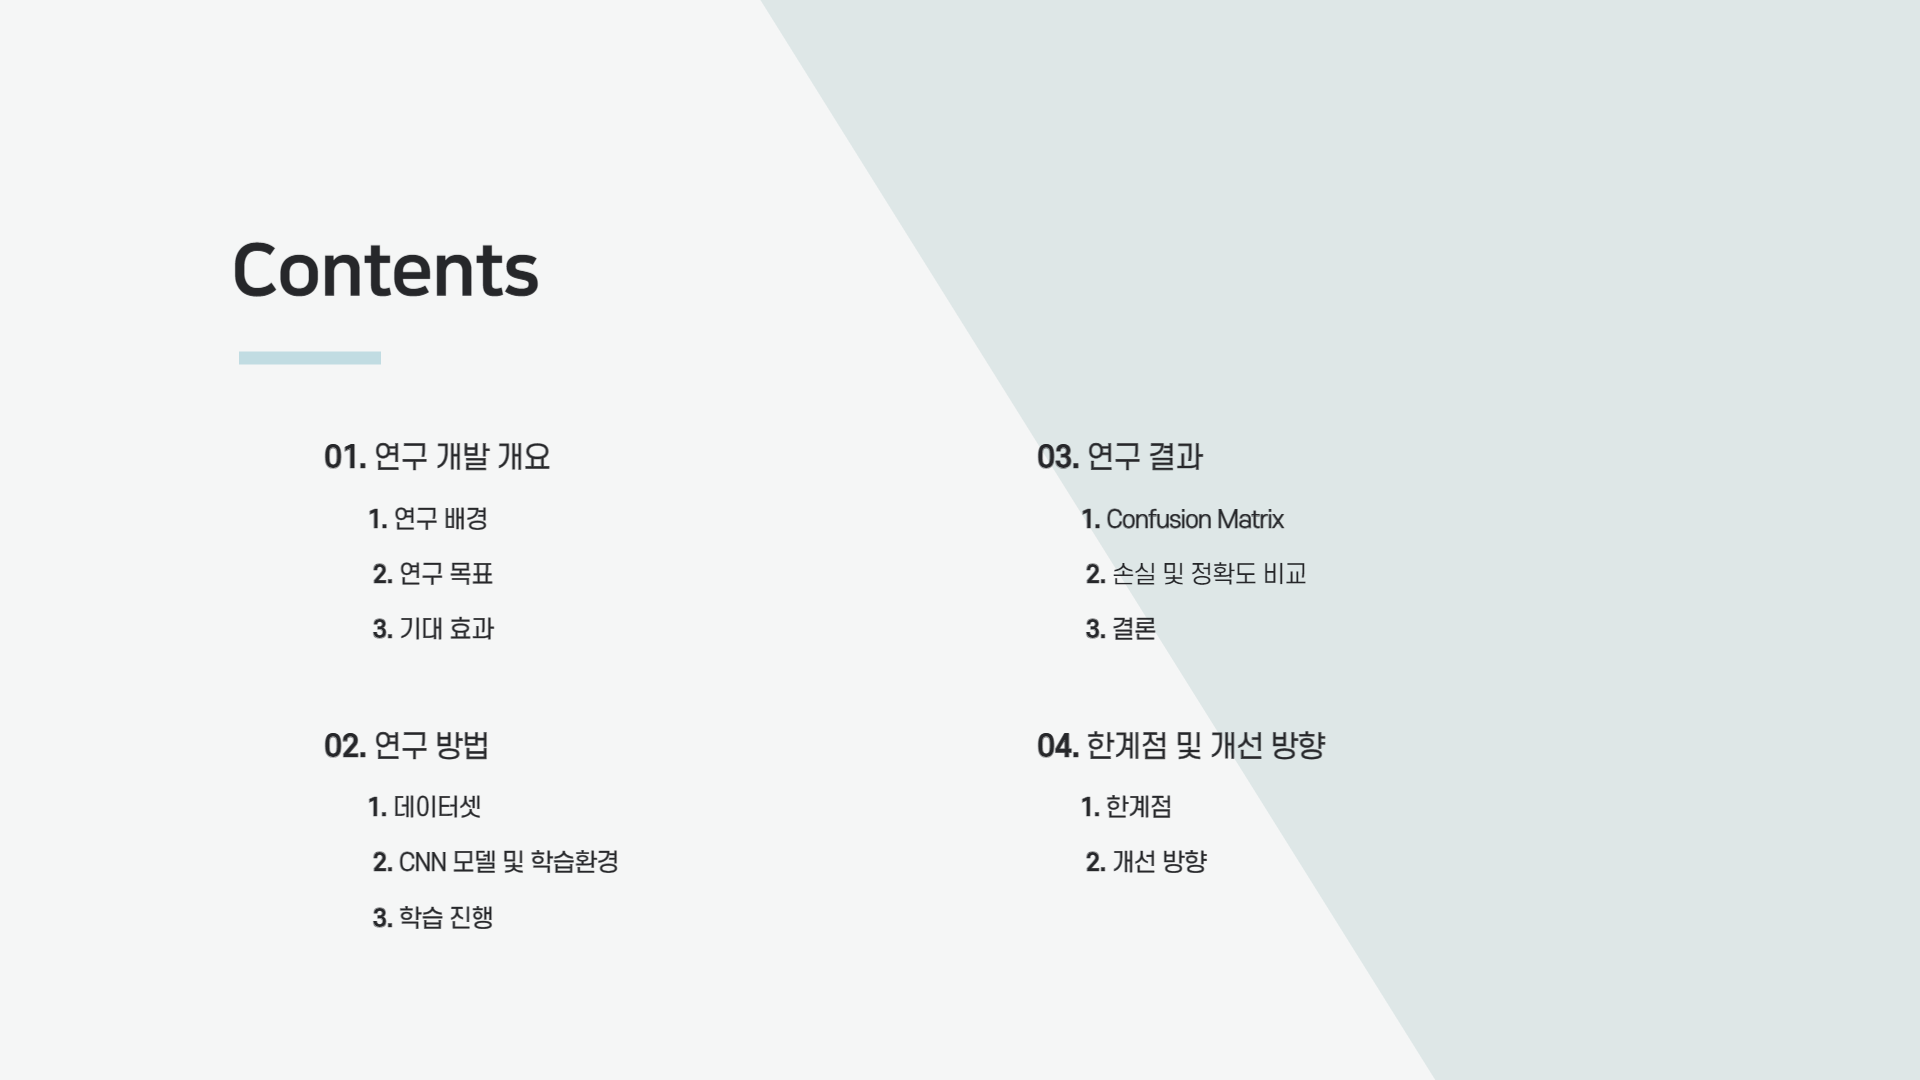 Contents
01. 연구 개발 개요
1. 연구 배경
2. 연구 목표
3. 기대 효과
02. 연구 방법
1. 데이터셋
2. CNN 모델 및 학습환경
3. 학습 진행
03. 연구 결과
1. Confusion Matrix
2. 손실 및 정확도 비교
3. 결론
04. 한계점 및 개선 방향
1. 한계점
2. 개선 방향